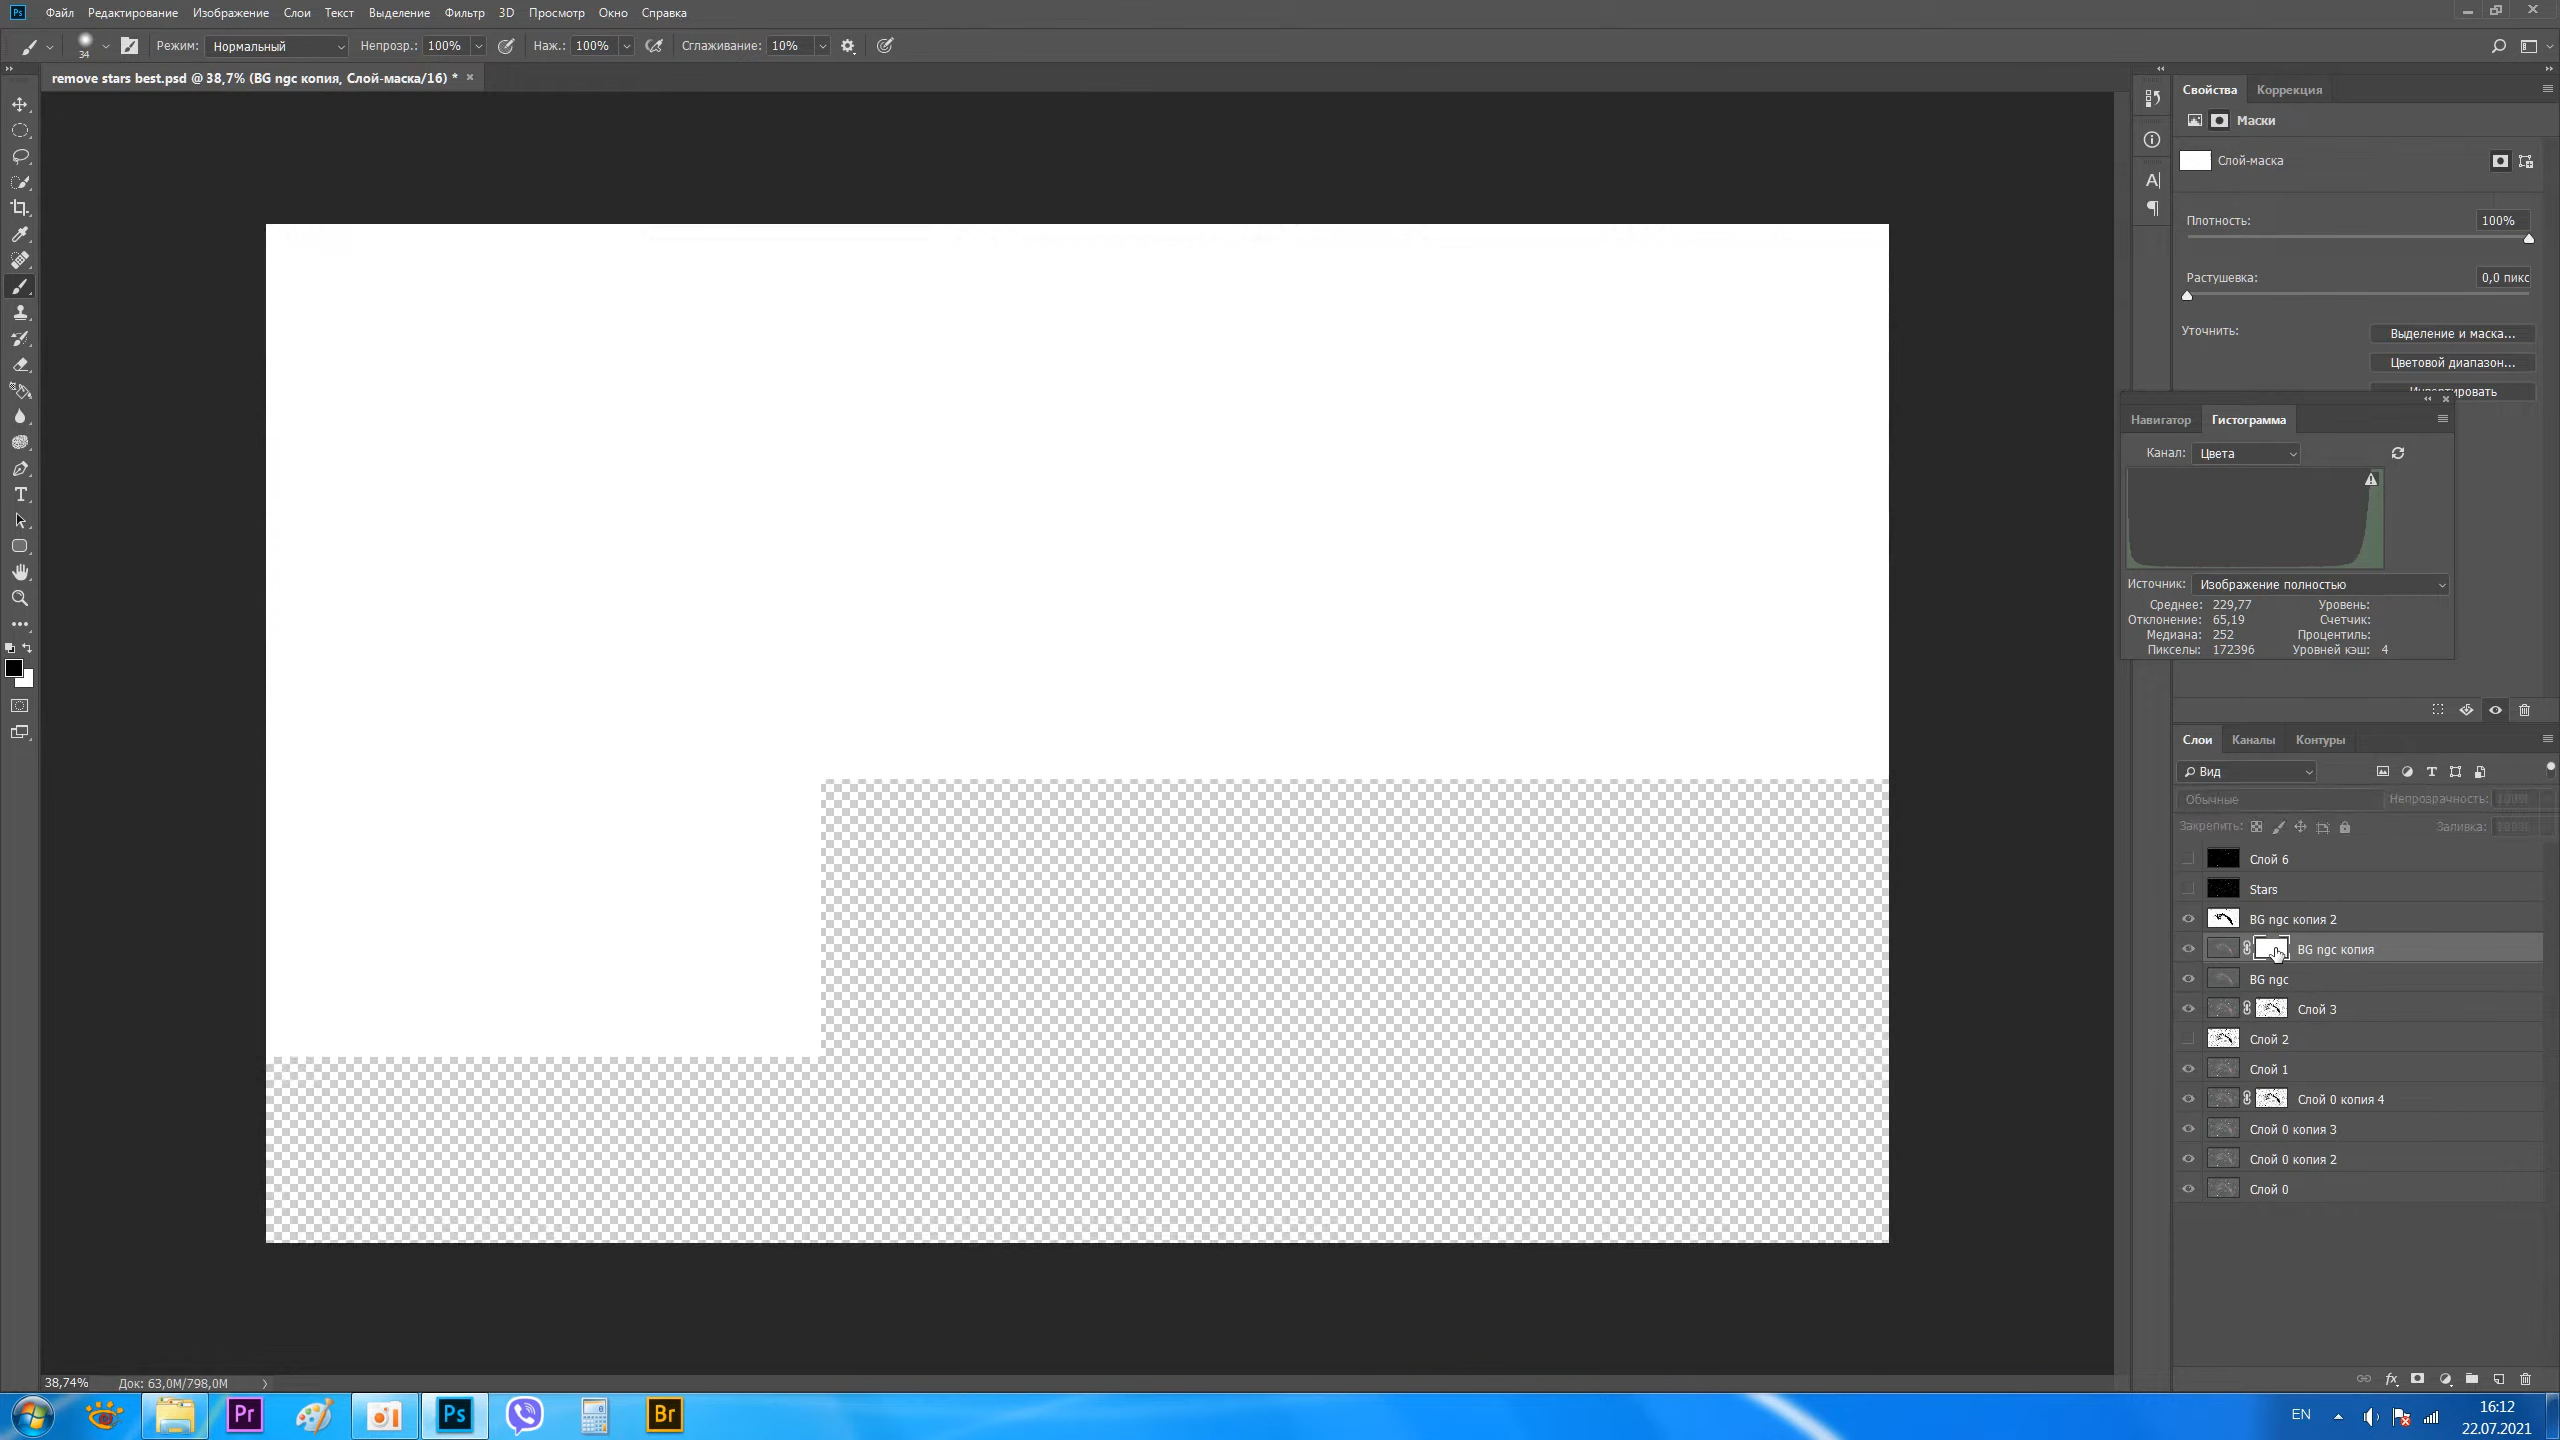 Ps Файл Редактирование Изображение Слои Текст Выделение Фильтр 3D Просмотр Окно Справка
34 Режим: Нормальный Непрозр.: 100% Наж.: 100% Сглаживание: 10%
remove stars best.psd @ 38,7% (BG ngc копия, Слой-маска/16) *
Свойства Коррекция
Маски
Слой-маска
Плотность: 100%
Растушевка: 0,0 пикс
Уточнить: Выделение и маска...
Цветовой диапазон...
Навигатор Гистограмма
Канал: Цвета
Источник: Изображение полностью
Среднее: 229,77 Уровень:
Отклонение: 65,19 Счетчик:
Медиана: 252 Процентиль:
Пикселы: 172396 Уровней кэш: 4
Слои Каналы Контуры
Вид
Обычные Непрозрачность:
Закрепить: Заливка:
Слой 6
Stars
BG ngc копия 2
BG ngc копия
BG ngc
Слой 3
Слой 2
Слой 1
Слой 0 копия 4
Слой 0 копия 3
Слой 0 копия 2
Слой 0
38,74% Док: 63,0M/798,0M
Pr Ps Br EN 16:12
22.07.2021